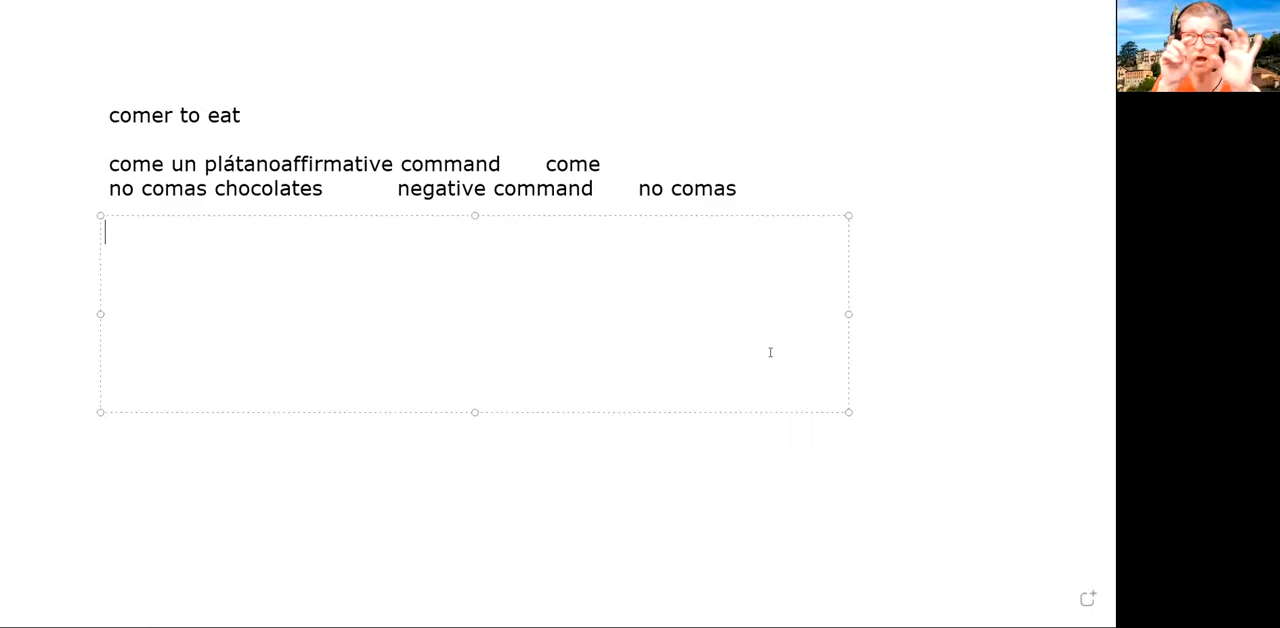 comer to eat
come un plátanoaffirmative command come
no comas chocolates negative command no comas